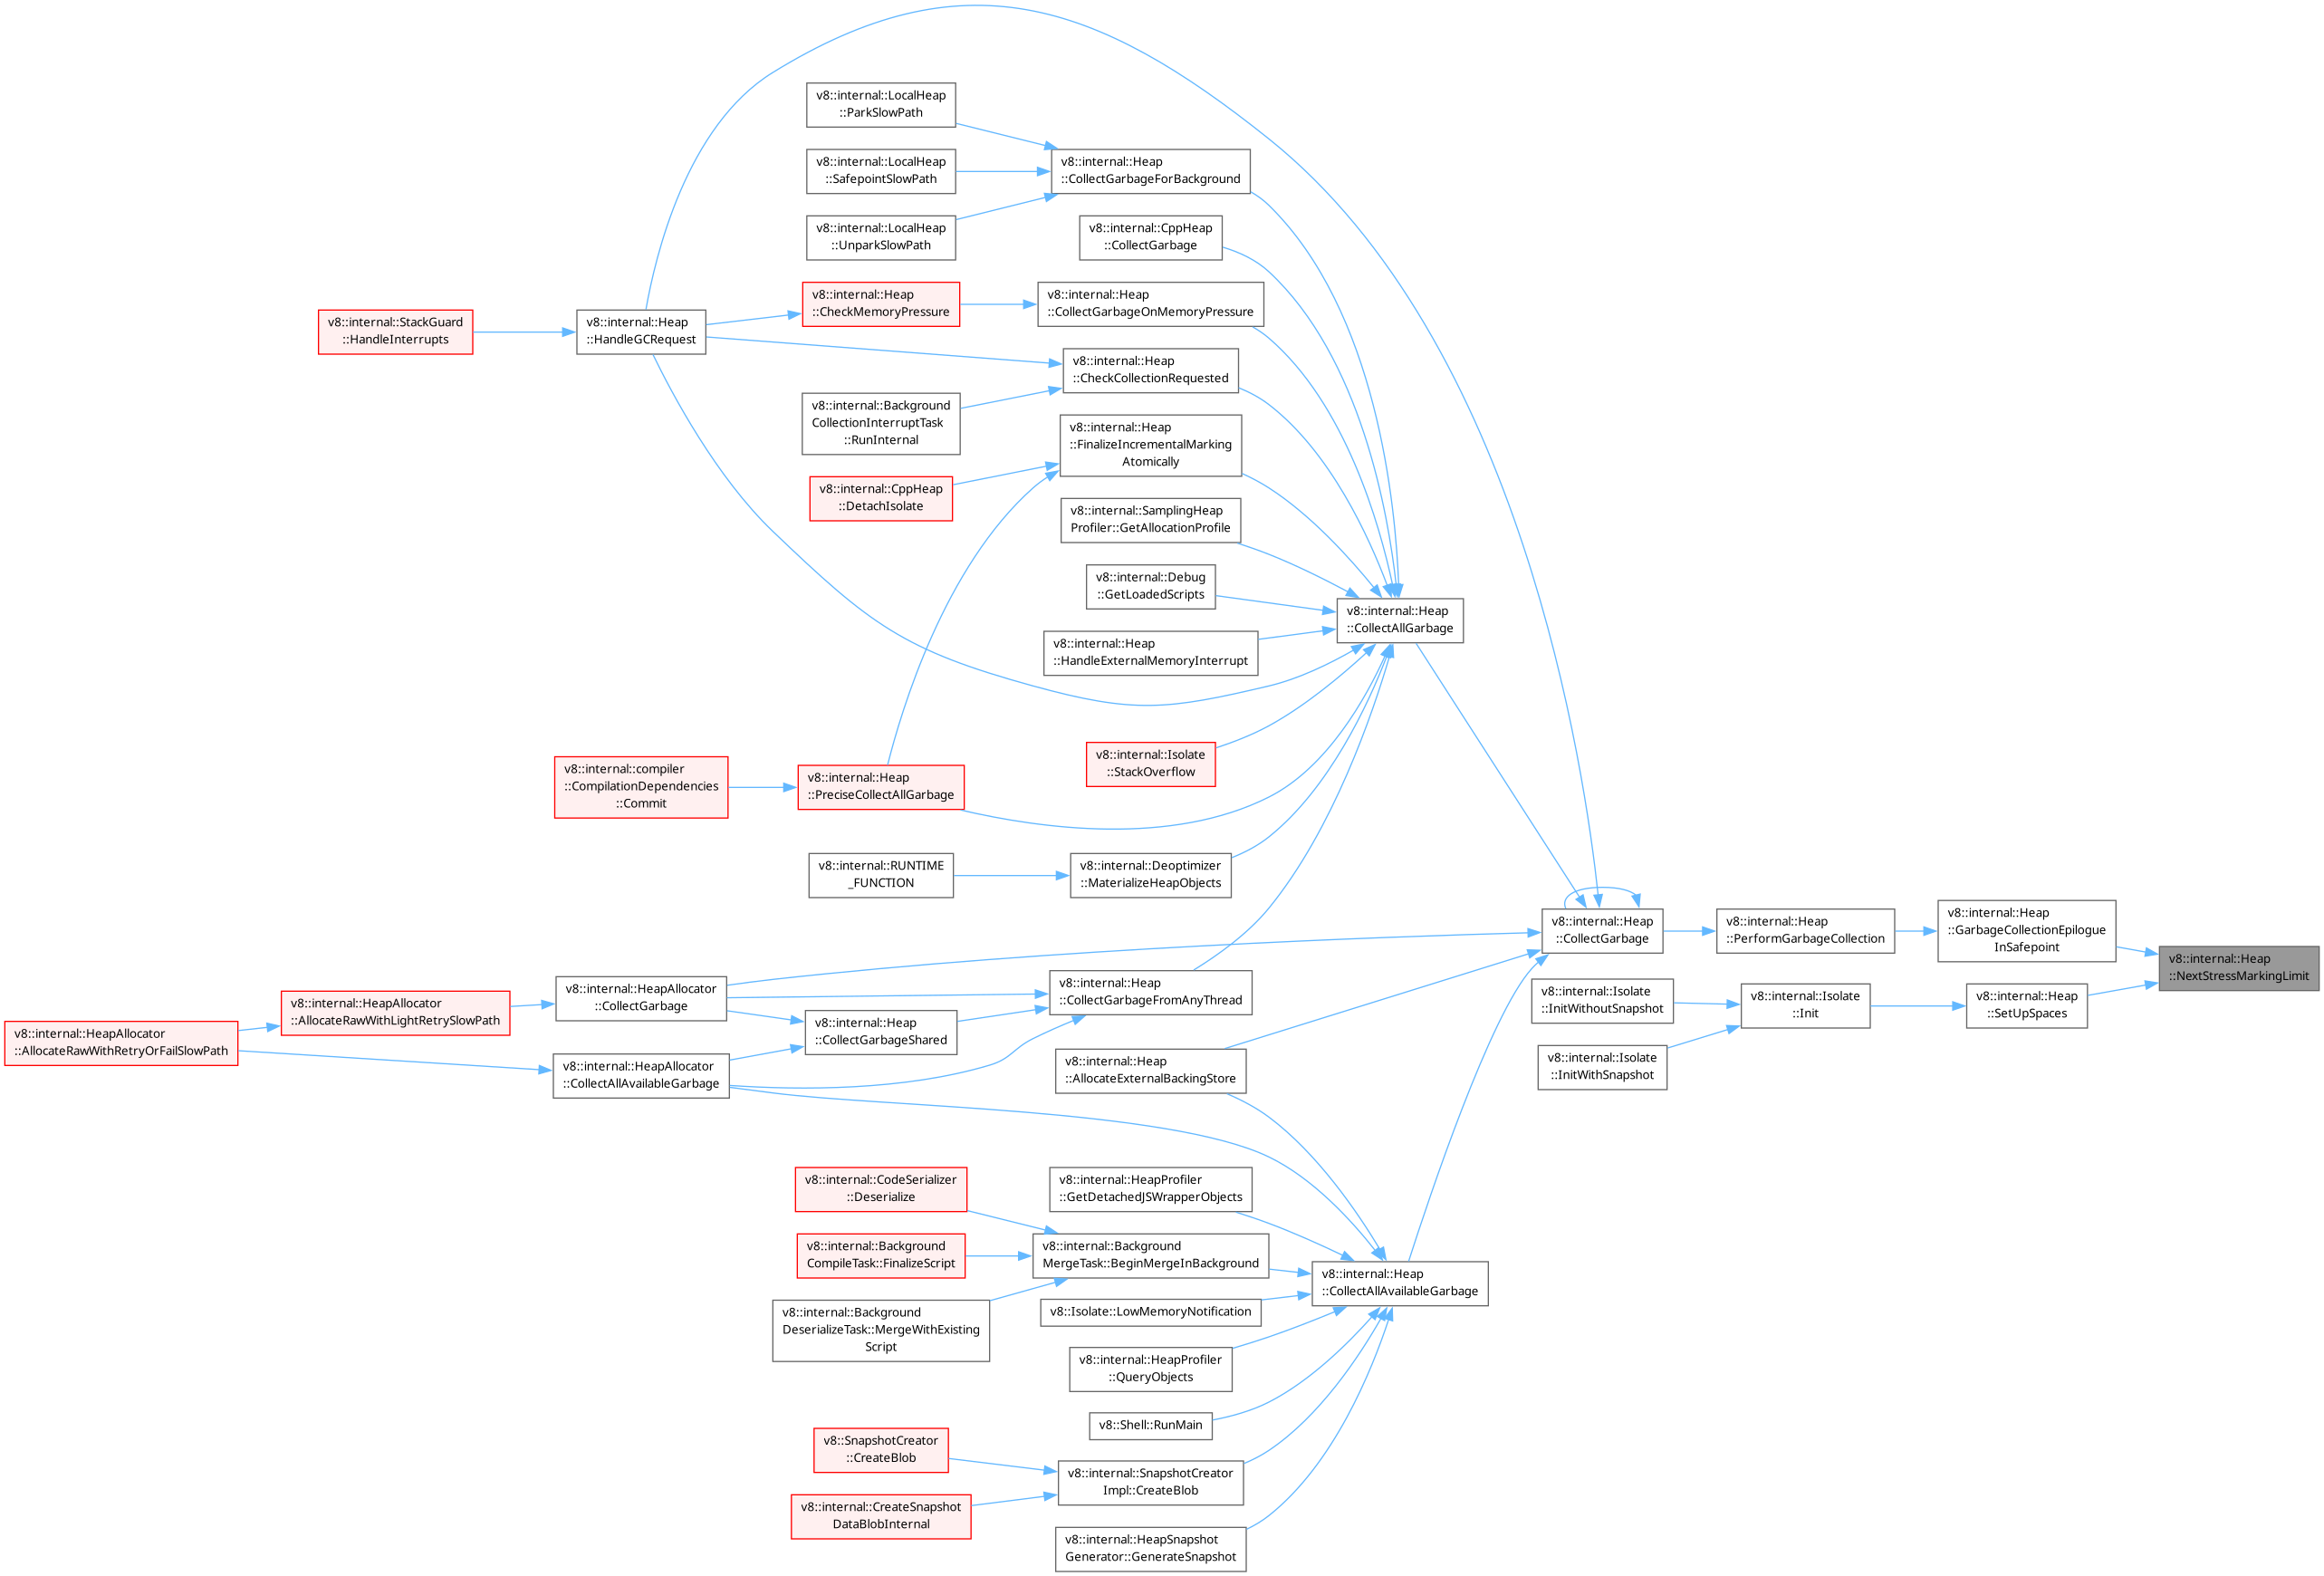 v8::internal::LocalHeap
::ParkSlowPath
v8::internal::LocalHeap
::SafepointSlowPath
v8::internal::Heap
::CollectGarbageForBackground
v8::internal::LocalHeap
::UnparkSlowPath
v8::internal::CppHeap
::CollectGarbage
v8::internal::StackGuard
::HandleInterrupts
v8::internal::Heap
::HandleGCRequest
v8::internal::Heap
::CheckMemoryPressure
v8::internal::Heap
::CollectGarbageOnMemoryPressure
v8::internal::Heap
::CheckCollectionRequested
v8::internal::Background
CollectionInterruptTask
::RunInternal
v8::internal::Heap
::FinalizeIncrementalMarking
Atomically
v8::internal::CppHeap
::DetachIsolate
v8::internal::SamplingHeap
Profiler::GetAllocationProfile
v8::internal::Debug
::GetLoadedScripts
v8::internal::Heap
::CollectAllGarbage
v8::internal::Heap
::HandleExternalMemoryInterrupt
v8::internal::Isolate
::StackOverflow
v8::internal::compiler
::CompilationDependencies
::Commit
v8::internal::Heap
::PreciseCollectAllGarbage
v8::internal::RUNTIME
_FUNCTION
v8::internal::Deoptimizer
::MaterializeHeapObjects
v8::internal::Heap
::CollectGarbage
v8::internal::Heap
::PerformGarbageCollection
v8::internal::Heap
::GarbageCollectionEpilogue
InSafepoint
v8::internal::Heap
::NextStressMarkingLimit
v8::internal::HeapAllocator
::AllocateRawWithRetryOrFailSlowPath
v8::internal::HeapAllocator
::AllocateRawWithLightRetrySlowPath
v8::internal::HeapAllocator
::CollectGarbage
v8::internal::Heap
::CollectGarbageFromAnyThread
v8::internal::Heap
::CollectGarbageShared
v8::internal::Isolate
::InitWithoutSnapshot
v8::internal::Isolate
::Init
v8::internal::Heap
::SetUpSpaces
v8::internal::HeapAllocator
::CollectAllAvailableGarbage
v8::internal::Heap
::AllocateExternalBackingStore
v8::internal::Isolate
::InitWithSnapshot
v8::internal::CodeSerializer
::Deserialize
v8::internal::HeapProfiler
::GetDetachedJSWrapperObjects
v8::internal::Background
CompileTask::FinalizeScript
v8::internal::Background
MergeTask::BeginMergeInBackground
v8::internal::Heap
::CollectAllAvailableGarbage
v8::internal::Background
DeserializeTask::MergeWithExisting
Script
v8::Isolate::LowMemoryNotification
v8::internal::HeapProfiler
::QueryObjects
v8::Shell::RunMain
v8::SnapshotCreator
::CreateBlob
v8::internal::SnapshotCreator
Impl::CreateBlob
v8::internal::CreateSnapshot
DataBlobInternal
v8::internal::HeapSnapshot
Generator::GenerateSnapshot